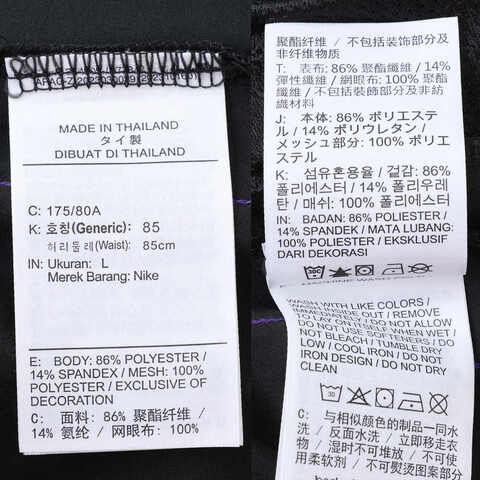 MADE IN THAILAND
タイ製
DIBUAT DI THAILAND
C: 175/80A
K: 호칭(Generic): 85
허리둘레(Waist): 85cm
IN: Ukuran: L
Merek Barang: Nike
E: BODY: 86% POLYESTER /
14% SPANDEX / MESH: 100%
POLYESTER / EXCLUSIVE OF
DECORATION
C: 面料: 86% 聚酯纤维 /
14% 氨纶 / 网眼布: 100%
聚酯纤维 / 不包括装饰部分及
非纤维物质
T: 表布: 86% 聚酯纖維 / 14%
彈性纖維 / 網眼布: 100% 聚酯
纖維 / 不包括裝飾部分及非紡
織材料
J: 本体: 86% ポリエステ
ル / 14% ポリウレタン /
メッシュ部分: 100% ポリエ
ステル
K: 섬유혼용율 / 겉감: 86%
폴리에스터 / 14% 폴리우레
탄 / 매쉬: 100% 폴리에스터
IN: BADAN: 86% POLIESTER /
14% SPANDEK / MATA LUBANG:
100% POLIESTER / EKSKLUSIF
DARI DEKORASI
WASH WITH LIKE COLORS /
WASH INSIDE OUT / REMOVE
IMMEDIATELY / DO NOT ALLOW
TO LAY ON ITSELF WHEN WET /
DO NOT USE SOFTENERS /
DO NOT BLEACH / TUMBLE DRY
LOW / COOL IRON / DO NOT
IRON DESIGN / DO NOT DRY
CLEAN
C: 与相似颜色的制品一同水
洗 / 反面水洗 / 立即移走衣
物 / 湿时不可堆放 / 不可使
用柔软剂 / 不可熨烫图案部